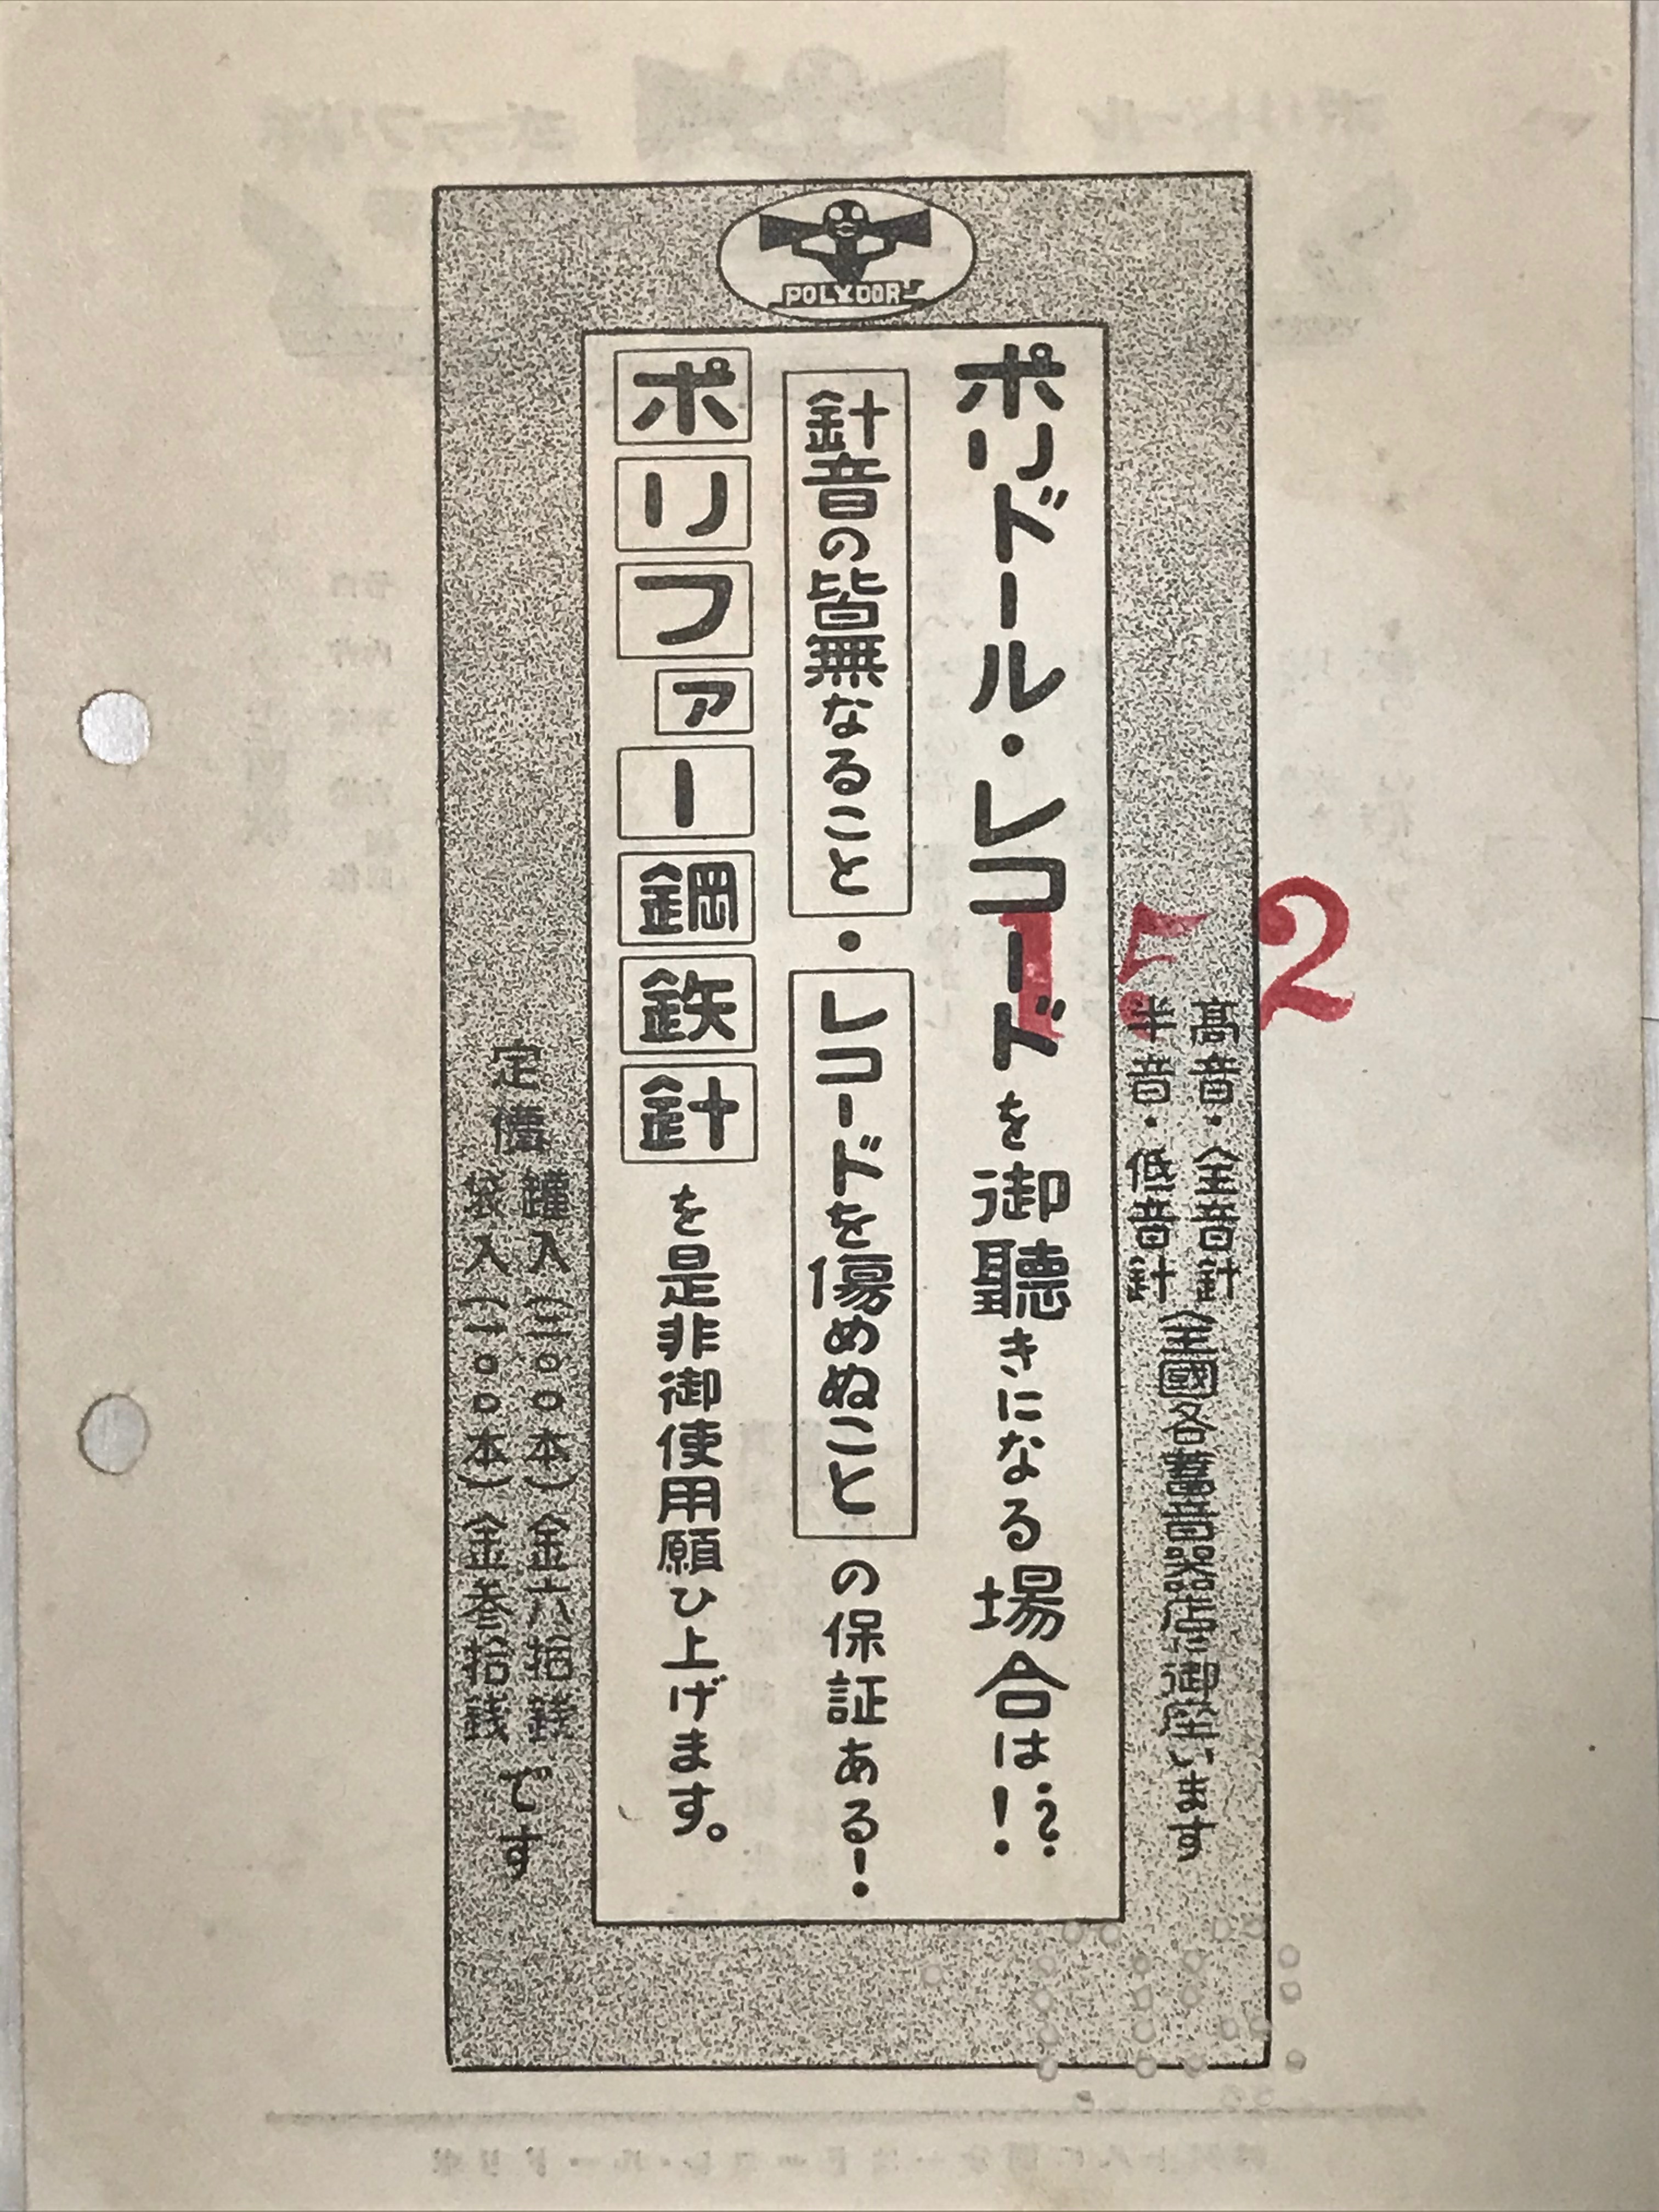 POLYDOR
高音・全音針
半音・低音針
全國各蓄音器店に御座います
ポリドール・レコードを御聴きになる場合は!?
針音の皆無なること・レコードを傷めぬこと の保証ある!
ポリファー鋼鉄針を是非御使用願ヒ上げます。
定價
鑵入(二〇〇本)金六拾銭
袋入(一〇〇本)金参拾銭
です
152